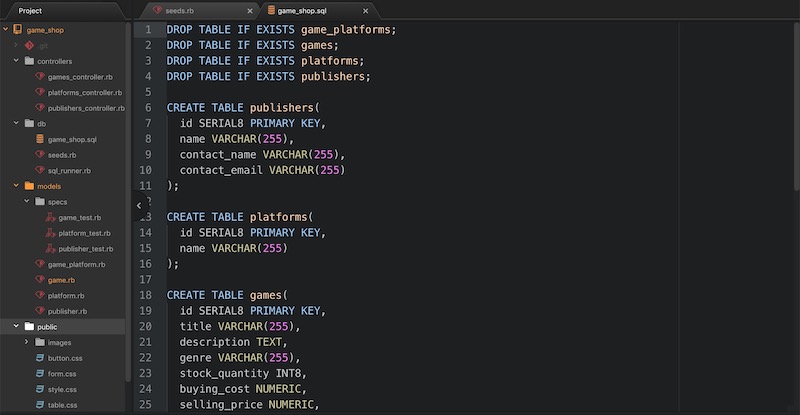 Project
game_shop
.git
controllers
games_controller.rb
platforms_controller.rb
publishers_controller.rb
db
game_shop.sql
seeds.rb
sql_runner.rb
models
specs
game_test.rb
platform_test.rb
publisher_test.rb
game_platform.rb
game.rb
platform.rb
publisher.rb
public
images
button.css
form.css
style.css
table.css
seeds.rb
game_shop.sql
1 DROP TABLE IF EXISTS game_platforms;
2 DROP TABLE IF EXISTS games;
3 DROP TABLE IF EXISTS platforms;
4 DROP TABLE IF EXISTS publishers;
5
6 CREATE TABLE publishers(
7 id SERIAL8 PRIMARY KEY,
8 name VARCHAR(255),
9 contact_name VARCHAR(255),
10 contact_email VARCHAR(255)
11 );
13 CREATE TABLE platforms(
14 id SERIAL8 PRIMARY KEY,
15 name VARCHAR(255)
16 );
17
18 CREATE TABLE games(
19 id SERIAL8 PRIMARY KEY,
20 title VARCHAR(255),
21 description TEXT,
22 genre VARCHAR(255),
23 stock_quantity INT8,
24 buying_cost NUMERIC,
25 selling_price NUMERIC,